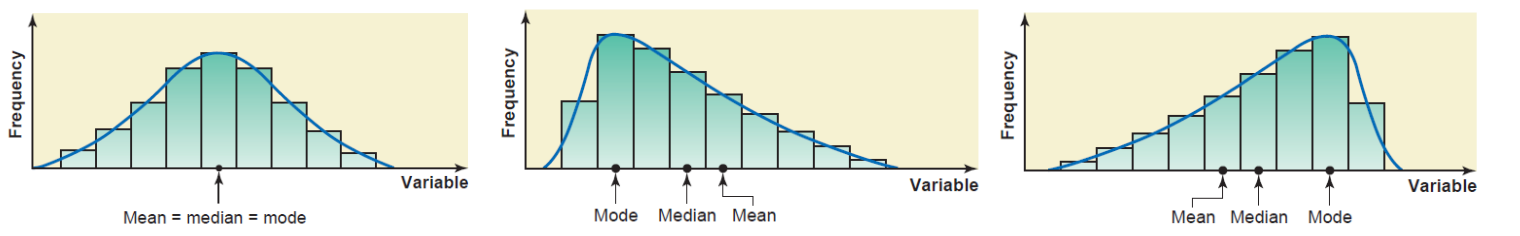 Frequency
Variable
Mean = median = mode
Frequency
Variable
Mode Median Mean
Frequency
Variable
Mean Median Mode